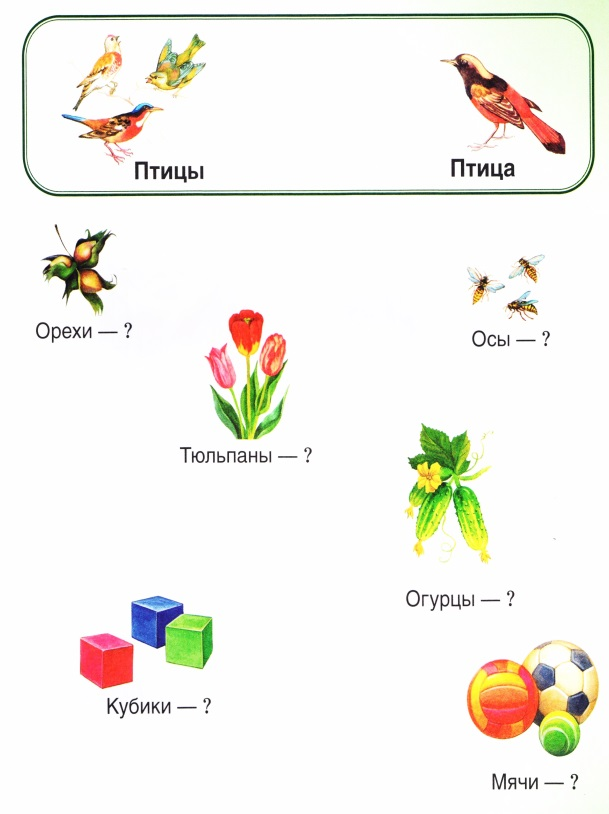 Птицы
Птица
Орехи — ?
Осы — ?
Тюльпаны — ?
Огурцы — ?
Кубики — ?
Мячи — ?